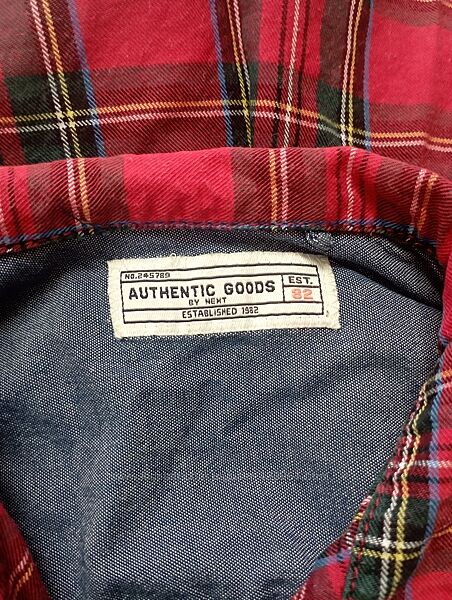 NO.245789
AUTHENTIC GOODS
BY NEXT
ESTABLISHED 1982
EST.
82